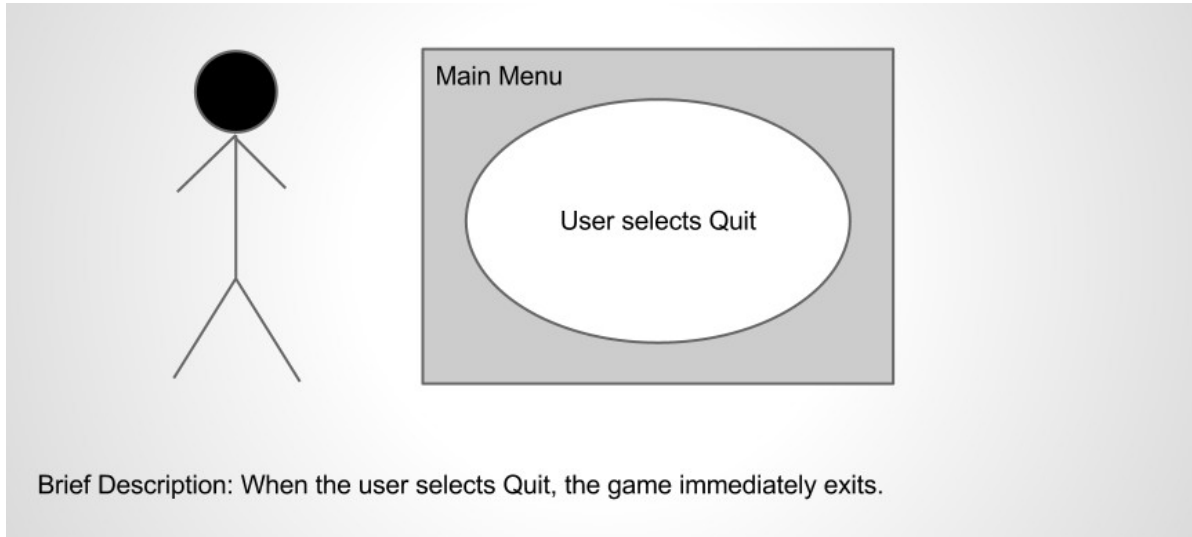 Main Menu
User selects Quit
Brief Description: When the user selects Quit, the game immediately exits.